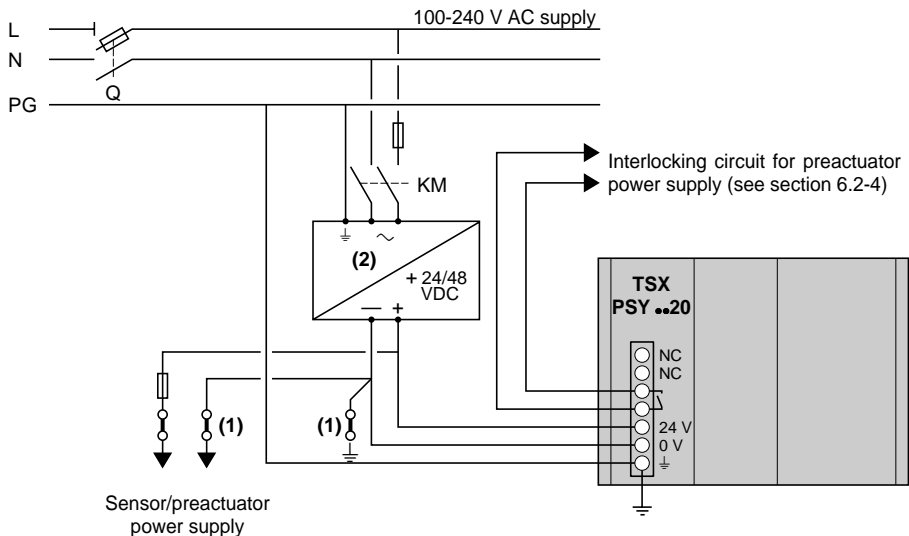 100-240 V AC supply
L
N
Q
PG
KM
Interlocking circuit for preactuator
power supply (see section 6.2-4)
(2)
+ 24/48
VDC
— +
TSX
PSY ..20
NC
NC
(1)
(1)
24 V
0 V
Sensor/preactuator
power supply